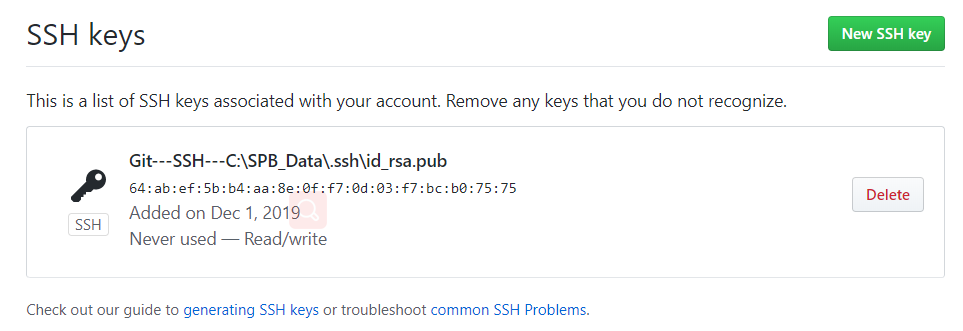 SSH keys
New SSH key
This is a list of SSH keys associated with your account. Remove any keys that you do not recognize.
Git---SSH---C:\SPB_Data\.ssh\id_rsa.pub
64:ab:ef:5b:b4:aa:8e:0f:f7:0d:03:f7:bc:b0:75:75
Added on Dec 1, 2019
Never used — Read/write
SSH
Delete
Check out our guide to generating SSH keys or troubleshoot common SSH Problems.